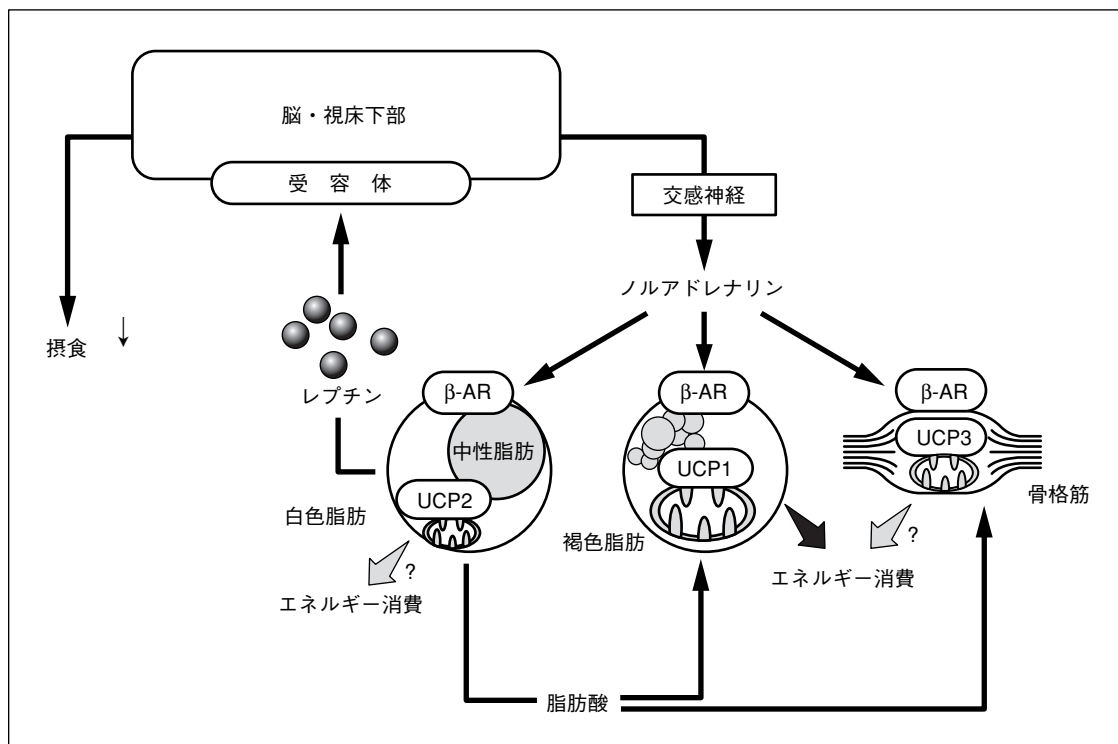 脳・視床下部
受 容 体
交感神経
ノルアドレナリン
摂食 ↓
レプチン
β-AR
β-AR
β-AR
中性脂肪
UCP2
UCP1
UCP3
白色脂肪
褐色脂肪
骨格筋
?
?
エネルギー消費
エネルギー消費
脂肪酸